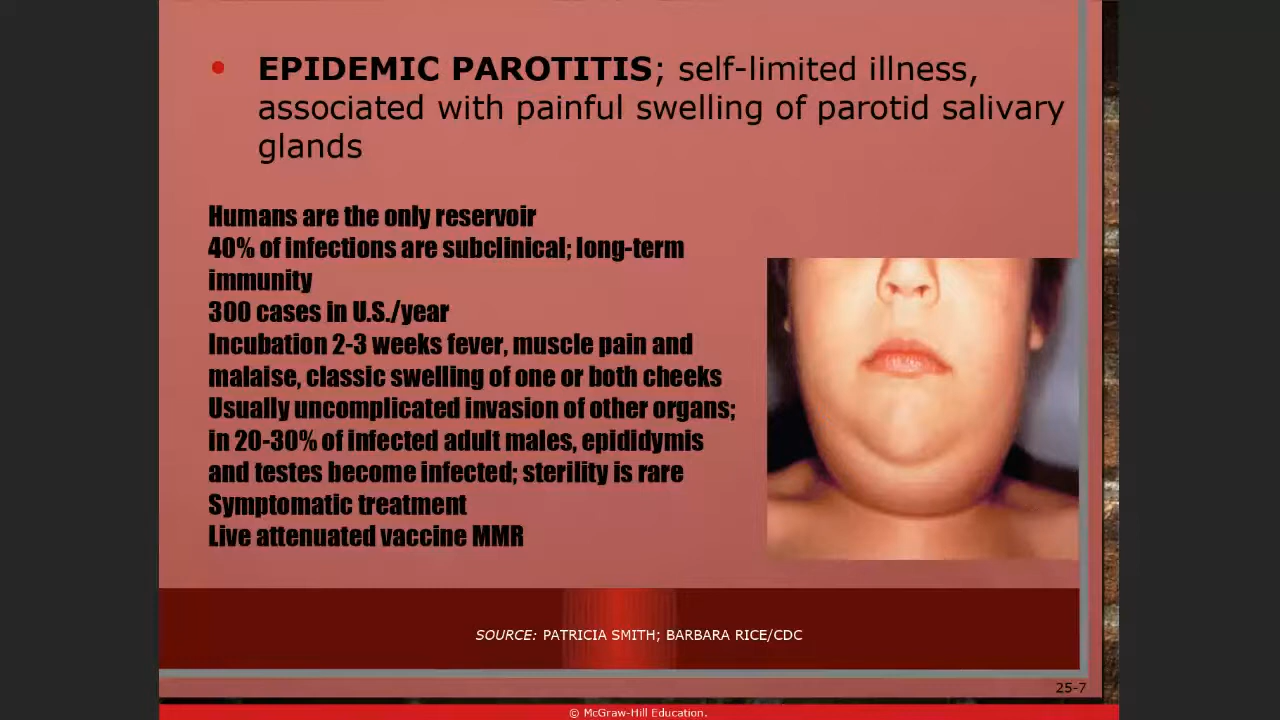 • EPIDEMIC PAROTITIS; self-limited illness,
associated with painful swelling of parotid salivary
glands
Humans are the only reservoir
40% of infections are subclinical; long-term
immunity
300 cases in U.S./year
Incubation 2-3 weeks fever, muscle pain and
malaise, classic swelling of one or both cheeks
Usually uncomplicated invasion of other organs;
in 20-30% of infected adult males, epididymis
and testes become infected; sterility is rare
Symptomatic treatment
Live attenuated vaccine MMR
SOURCE: PATRICIA SMITH; BARBARA RICE/CDC
25-7
© McGraw-Hill Education.